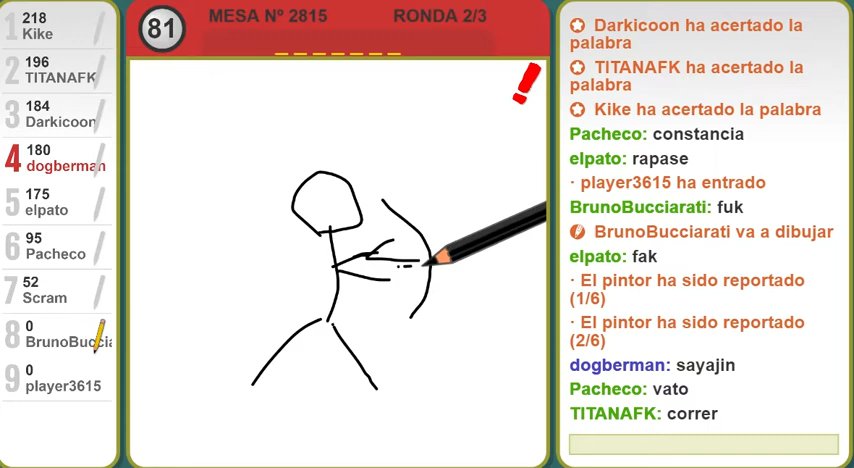 1 218
Kike
2 196
TITANAFK
3 184
Darkicoon
4 180
dogberman
5 175
elpato
6 95
Pacheco
7 52
Scram
8 0
BrunoBuccia
9 0
player3615
81
MESA Nº 2815
RONDA 2/3
_ _ _ _ _ _ _
!
Darkicoon ha acertado la
palabra
TITANAFK ha acertado la
palabra
Kike ha acertado la palabra
Pacheco: constancia
elpato: rapase
· player3615 ha entrado
BrunoBucciarati: fuk
BrunoBucciarati va a dibujar
elpato: fak
· El pintor ha sido reportado
(1/6)
· El pintor ha sido reportado
(2/6)
dogberman: sayajin
Pacheco: vato
TITANAFK: correr